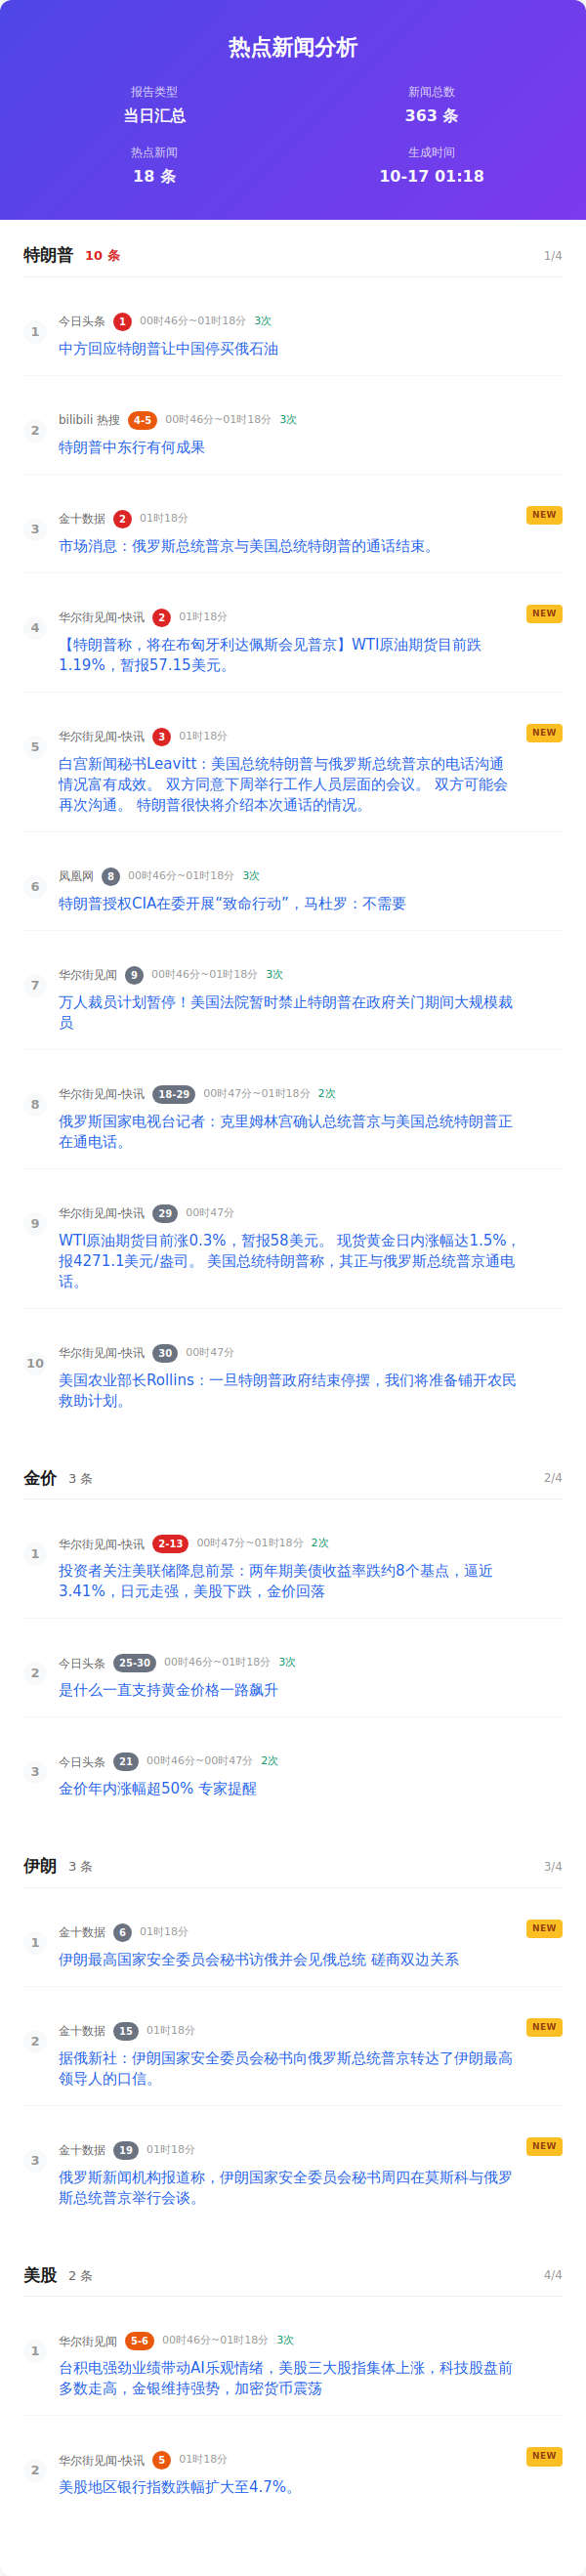 热点新闻分析
报告类型
当日汇总
新闻总数
363 条
热点新闻
18 条
生成时间
10-17 01:18
特朗普 10 条 1/4
1
今日头条 1 00时46分~01时18分 3次
中方回应特朗普让中国停买俄石油
2
bilibili 热搜 4-5 00时46分~01时18分 3次
特朗普中东行有何成果
3
金十数据 2 01时18分 NEW
市场消息：俄罗斯总统普京与美国总统特朗普的通话结束。
4
华尔街见闻-快讯 2 01时18分 NEW
【特朗普称，将在布匈牙利达佩斯会见普京】WTI原油期货日前跌
1.19%，暂报57.15美元。
5
华尔街见闻-快讯 3 01时18分 NEW
白宫新闻秘书Leavitt：美国总统特朗普与俄罗斯总统普京的电话沟通
情况富有成效。 双方同意下周举行工作人员层面的会议。 双方可能会
再次沟通。 特朗普很快将介绍本次通话的情况。
6
凤凰网 8 00时46分~01时18分 3次
特朗普授权CIA在委开展“致命行动”，马杜罗：不需要
7
华尔街见闻 9 00时46分~01时18分 3次
万人裁员计划暂停！美国法院暂时禁止特朗普在政府关门期间大规模裁
员
8
华尔街见闻-快讯 18-29 00时47分~01时18分 2次
俄罗斯国家电视台记者：克里姆林宫确认总统普京与美国总统特朗普正
在通电话。
9
华尔街见闻-快讯 29 00时47分
WTI原油期货目前涨0.3%，暂报58美元。 现货黄金日内涨幅达1.5%，
报4271.1美元/盎司。 美国总统特朗普称，其正与俄罗斯总统普京通电
话。
10
华尔街见闻-快讯 30 00时47分
美国农业部长Rollins：一旦特朗普政府结束停摆，我们将准备铺开农民
救助计划。
金价 3 条 2/4
1
华尔街见闻-快讯 2-13 00时47分~01时18分 2次
投资者关注美联储降息前景：两年期美债收益率跌约8个基点，逼近
3.41%，日元走强，美股下跌，金价回落
2
今日头条 25-30 00时46分~01时18分 3次
是什么一直支持黄金价格一路飙升
3
今日头条 21 00时46分~00时47分 2次
金价年内涨幅超50% 专家提醒
伊朗 3 条 3/4
1
金十数据 6 01时18分 NEW
伊朗最高国家安全委员会秘书访俄并会见俄总统 磋商双边关系
2
金十数据 15 01时18分 NEW
据俄新社：伊朗国家安全委员会秘书向俄罗斯总统普京转达了伊朗最高
领导人的口信。
3
金十数据 19 01时18分 NEW
俄罗斯新闻机构报道称，伊朗国家安全委员会秘书周四在莫斯科与俄罗
斯总统普京举行会谈。
美股 2 条 4/4
1
华尔街见闻 5-6 00时46分~01时18分 3次
台积电强劲业绩带动AI乐观情绪，美股三大股指集体上涨，科技股盘前
多数走高，金银维持强势，加密货币震荡
2
华尔街见闻-快讯 5 01时18分 NEW
美股地区银行指数跌幅扩大至4.7%。